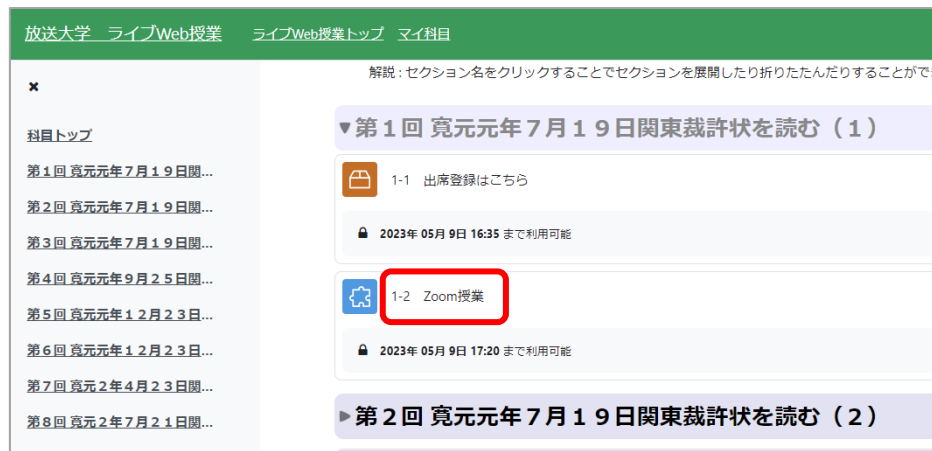 放送大学　ライブWeb授業　ライブWeb授業トップ　マイ科目
×
科目トップ
第１回 寛元元年７月１９日関...
第２回 寛元元年７月１９日関...
第３回 寛元元年７月１９日関...
第４回 寛元元年９月２５日関...
第５回 寛元元年１２月２３日...
第６回 寛元元年１２月２３日...
第７回 寛元２年４月２３日関...
第８回 寛元２年７月２１日関...
解説 : セクション名をクリックすることでセクションを展開したり折りたたんだりすることがで
▼第１回 寛元元年７月１９日関東裁許状を読む（１）
1-1　出席登録はこちら
2023年 05月 9日 16:35 まで利用可能
1-2　Zoom授業
2023年 05月 9日 17:20 まで利用可能
▶第２回 寛元元年７月１９日関東裁許状を読む（２）